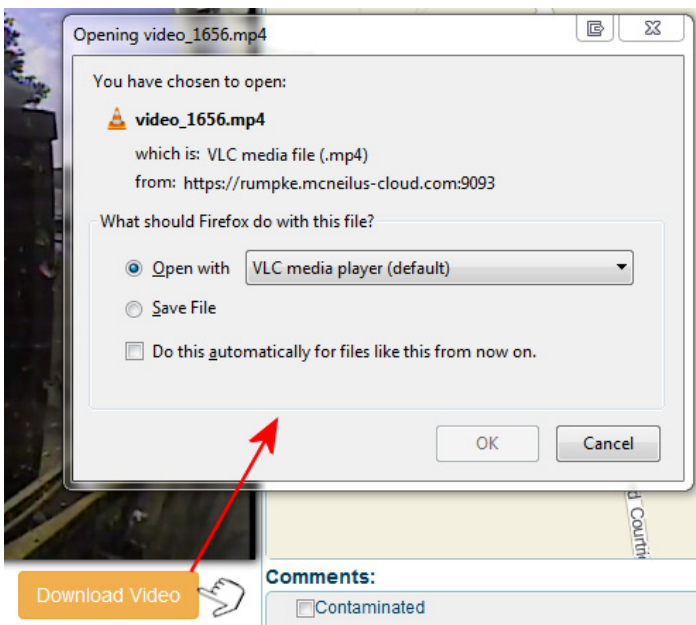 Opening video_1656.mp4
You have chosen to open:
video_1656.mp4
which is: VLC media file (.mp4)
from: https://rumpke.mcneilus-cloud.com:9093
What should Firefox do with this file?
Open with VLC media player (default)
Save File
Do this automatically for files like this from now on.
OK Cancel
Courtri
Download Video
Comments:
Contaminated